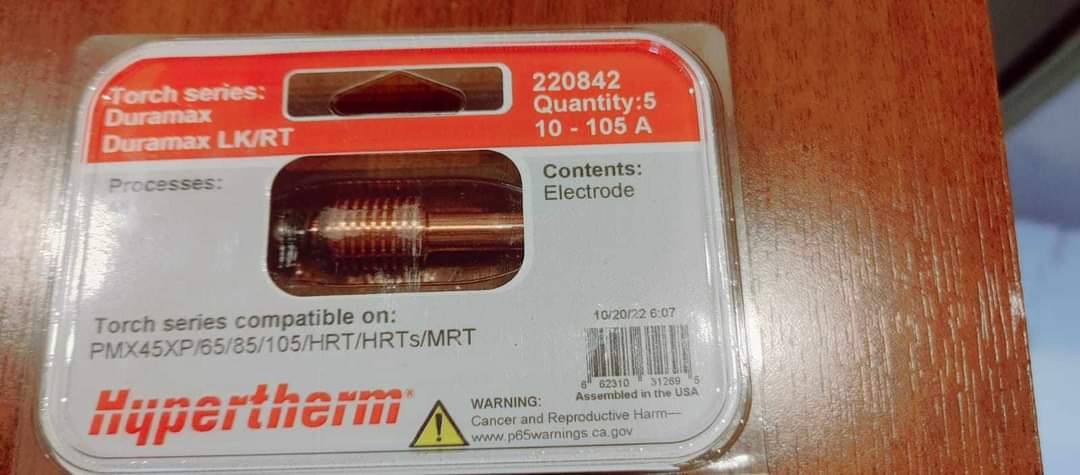 Torch series:
Duramax
Duramax LK/RT
220842
Quantity:5
10 - 105 A
Processes:
Contents:
Electrode
Torch series compatible on:
PMX45XP/65/85/105/HRT/HRTs/MRT
10/20/22 6:07
6 62310 31269 5
Assembled in the USA
Hypertherm®
WARNING:
Cancer and Reproductive Harm—
www.p65warnings.ca.gov